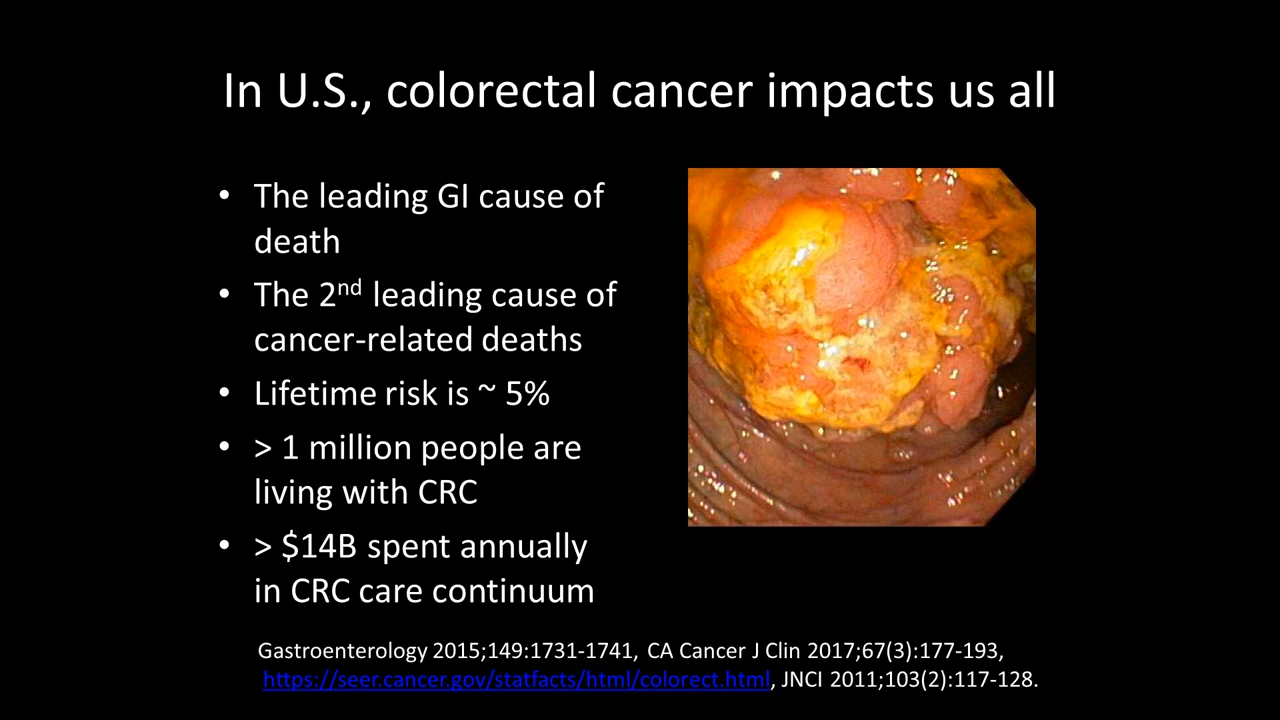 In U.S., colorectal cancer impacts us all
• The leading GI cause of
death
• The 2nd leading cause of
cancer-related deaths
• Lifetime risk is ~ 5%
• > 1 million people are
living with CRC
• > $14B spent annually
in CRC care continuum
Gastroenterology 2015;149:1731-1741, CA Cancer J Clin 2017;67(3):177-193,
https://seer.cancer.gov/statfacts/html/colorect.html, JNCI 2011;103(2):117-128.